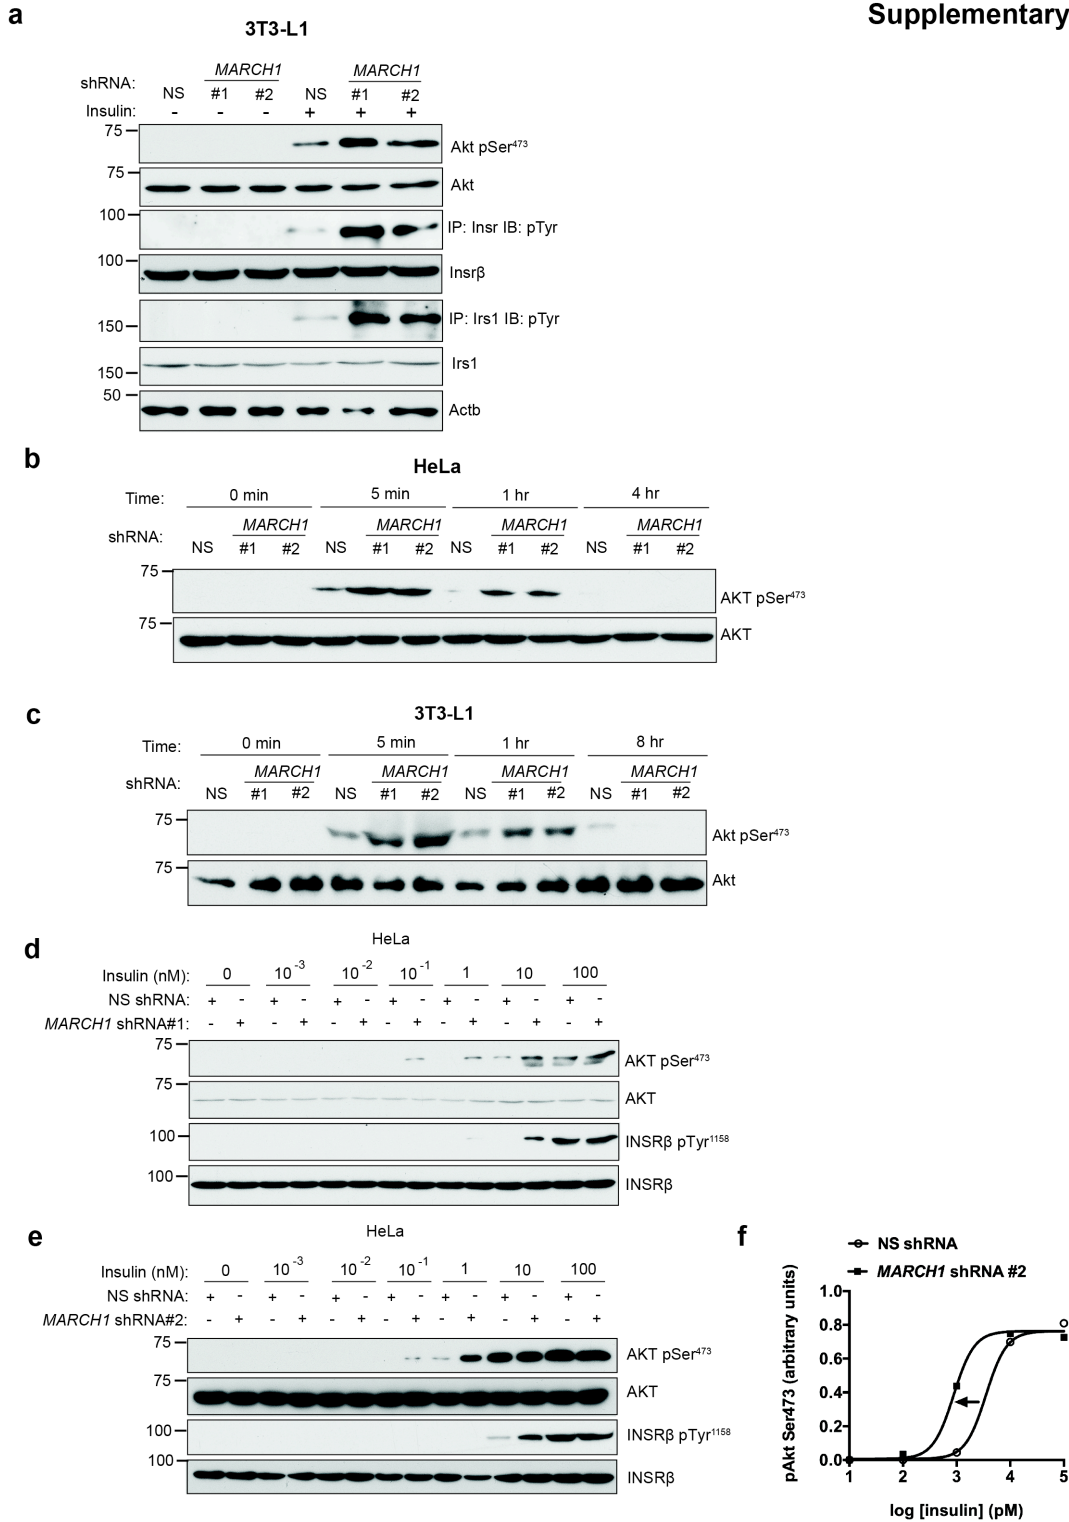 a
Supplementary
3T3-L1
shRNA:
MARCH1 MARCH1
NS #1 #2 NS #1 #2
Insulin: - - - + + +
75
Akt pSer473
75
Akt
100
IP: Insr IB: pTyr
100
Insrβ
150
IP: Irs1 IB: pTyr
150
Irs1
50
Actb
b
HeLa
Time: 0 min 5 min 1 hr 4 hr
shRNA:
MARCH1 MARCH1 MARCH1 MARCH1
NS #1 #2 NS #1 #2 NS #1 #2 NS #1 #2
75
AKT pSer473
75
AKT
c
3T3-L1
Time: 0 min 5 min 1 hr 8 hr
shRNA:
MARCH1 MARCH1 MARCH1 MARCH1
NS #1 #2 NS #1 #2 NS #1 #2 NS #1 #2
75
Akt pSer473
75
Akt
d
HeLa
Insulin (nM): 0 10-3 10-2 10-1 1 10 100
NS shRNA: + - + - + - + - + - + - + -
MARCH1 shRNA#1: - + - + - + - + - + - + - +
75
AKT pSer473
75
AKT
100
INSRβ pTyr1158
100
INSRβ
e
HeLa
Insulin (nM): 0 10-3 10-2 10-1 1 10 100
NS shRNA: + - + - + - + - + - + - + -
MARCH1 shRNA#2: - + - + - + - + - + - + - +
75
AKT pSer473
75
AKT
100
INSRβ pTyr1158
100
INSRβ
f
NS shRNA
MARCH1 shRNA #2
pAkt Ser473 (arbitrary units)
1.0
0.8
0.6
0.4
0.2
0.0
1 2 3 4 5
log [insulin] (pM)